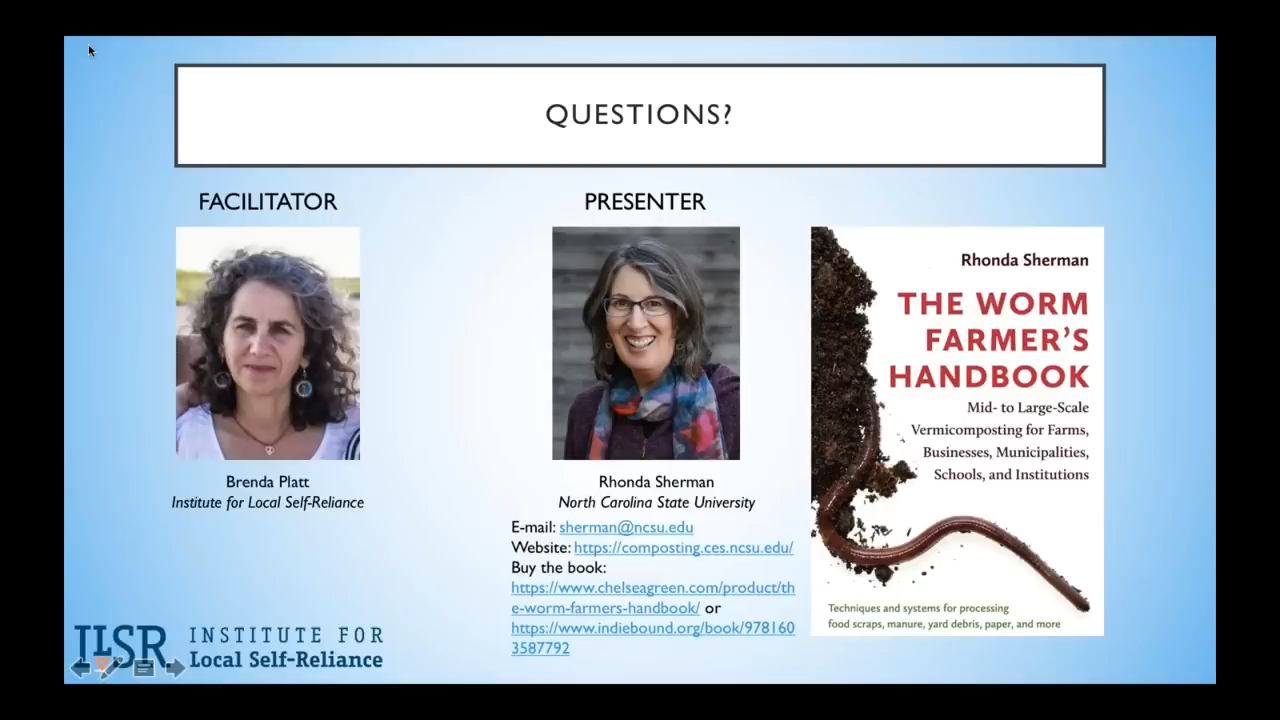 QUESTIONS?
FACILITATOR
Brenda Platt
Institute for Local Self-Reliance
PRESENTER
Rhonda Sherman
North Carolina State University
E-mail: sherman@ncsu.edu
Website: https://composting.ces.ncsu.edu/
Buy the book:
https://www.chelseagreen.com/product/th
e-worm-farmers-handbook/ or
https://www.indiebound.org/book/978160
3587792
Rhonda Sherman
THE WORM
FARMER'S
HANDBOOK
Mid- to Large-Scale
Vermicomposting for Farms,
Businesses, Municipalities,
Schools, and Institutions
Techniques and systems for processing
food scraps, manure, yard debris, paper, and more
ILSR
INSTITUTE FOR
Local Self-Reliance